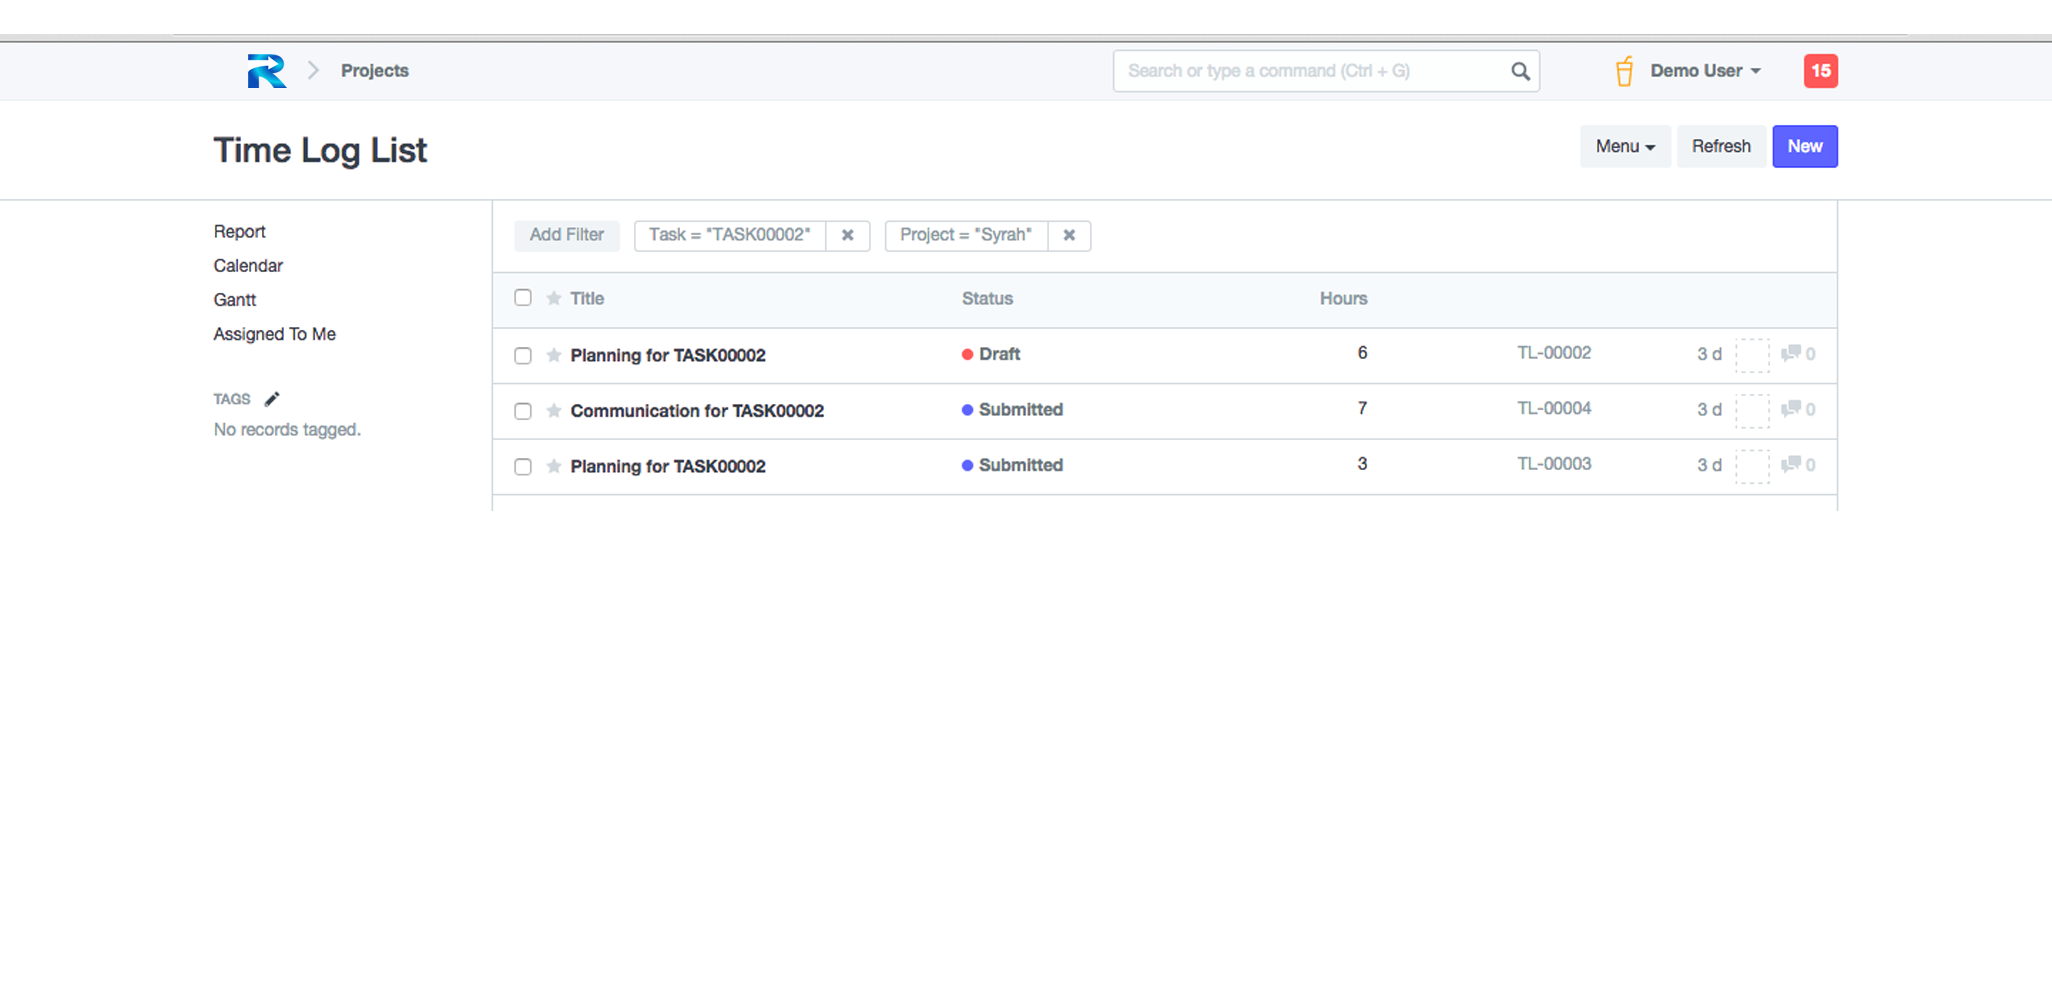 Projects
Search or type a command (Ctrl + G)
Demo User
15
Time Log List
Menu
Refresh
New
Report
Calendar
Gantt
Assigned To Me
TAGS
No records tagged.
Add Filter
Task = "TASK00002"
Project = "Syrah"
Title Status Hours
Planning for TASK00002 Draft 6 TL-00002 3 d 0
Communication for TASK00002 Submitted 7 TL-00004 3 d 0
Planning for TASK00002 Submitted 3 TL-00003 3 d 0